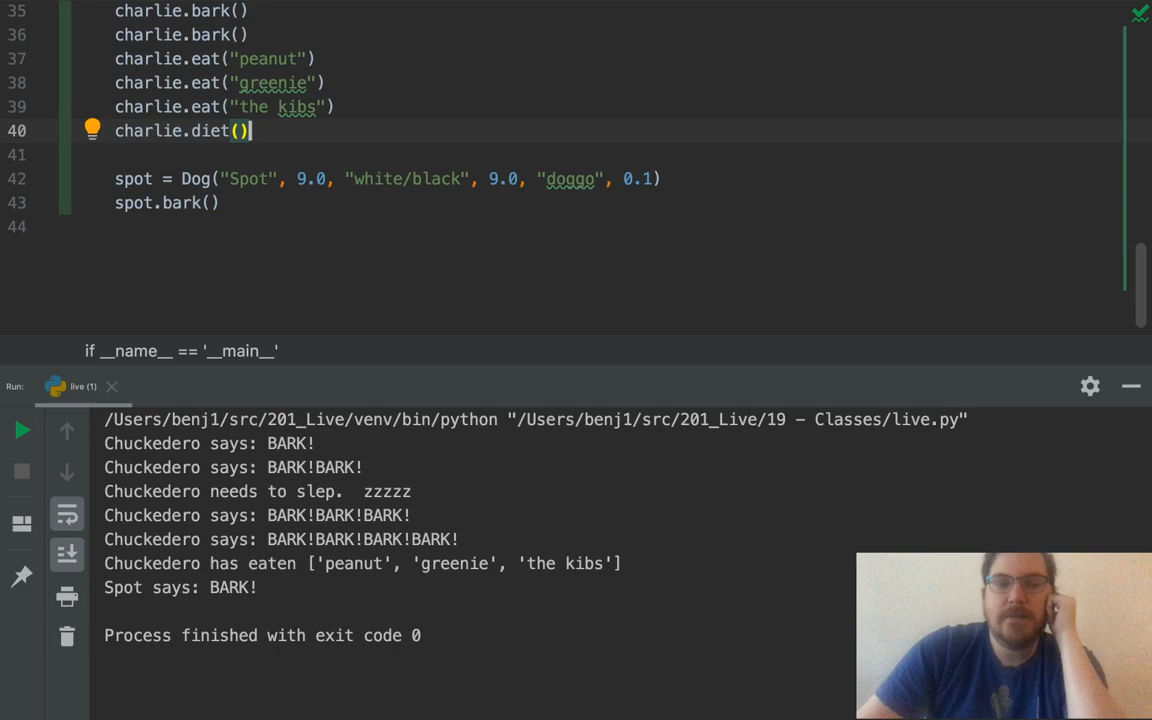 35 charlie.bark()
36 charlie.bark()
37 charlie.eat("peanut")
38 charlie.eat("greenie")
39 charlie.eat("the kibs")
40 charlie.diet()
41
42 spot = Dog("Spot", 9.0, "white/black", 9.0, "doggo", 0.1)
43 spot.bark()
44
if __name__ == '__main__'
Run: live (1)
/Users/benj1/src/201_Live/venv/bin/python "/Users/benj1/src/201_Live/19 - Classes/live.py"
Chuckedero says: BARK!
Chuckedero says: BARK!BARK!
Chuckedero needs to slep.  zzzzz
Chuckedero says: BARK!BARK!BARK!
Chuckedero says: BARK!BARK!BARK!BARK!
Chuckedero has eaten ['peanut', 'greenie', 'the kibs']
Spot says: BARK!
Process finished with exit code 0